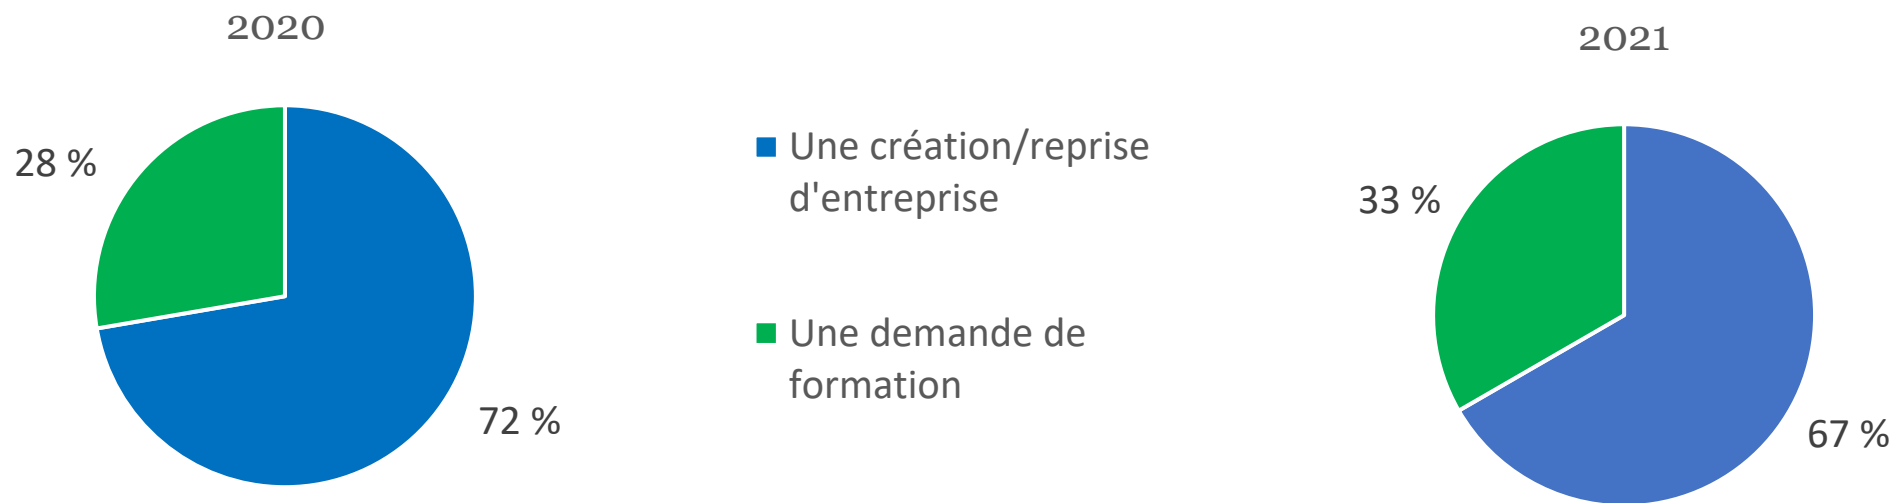 2020
28 %
72 %
Une création/reprise
d'entreprise
Une demande de
formation
2021
33 %
67 %